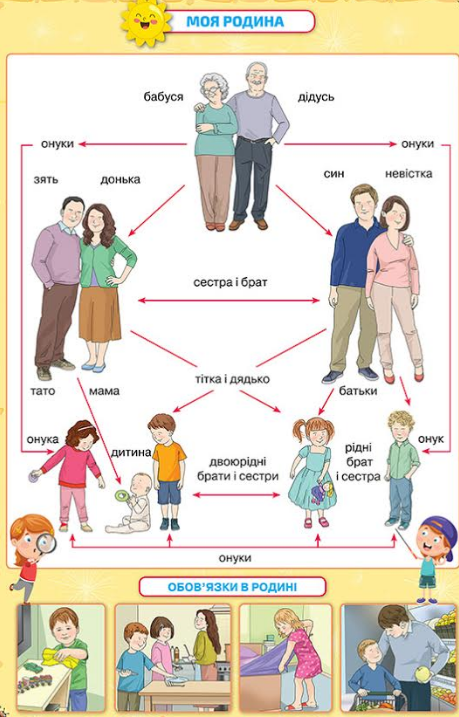 МОЯ РОДИНА
бабуся
дідусь
онуки
онуки
зять
донька
син
невістка
сестра і брат
тітка і дядько
тато
мама
батьки
онука
дитина
двоюрідні
брати і сестри
рідні
брат
і сестра
онук
онуки
ОБОВ'ЯЗКИ В РОДИНІ